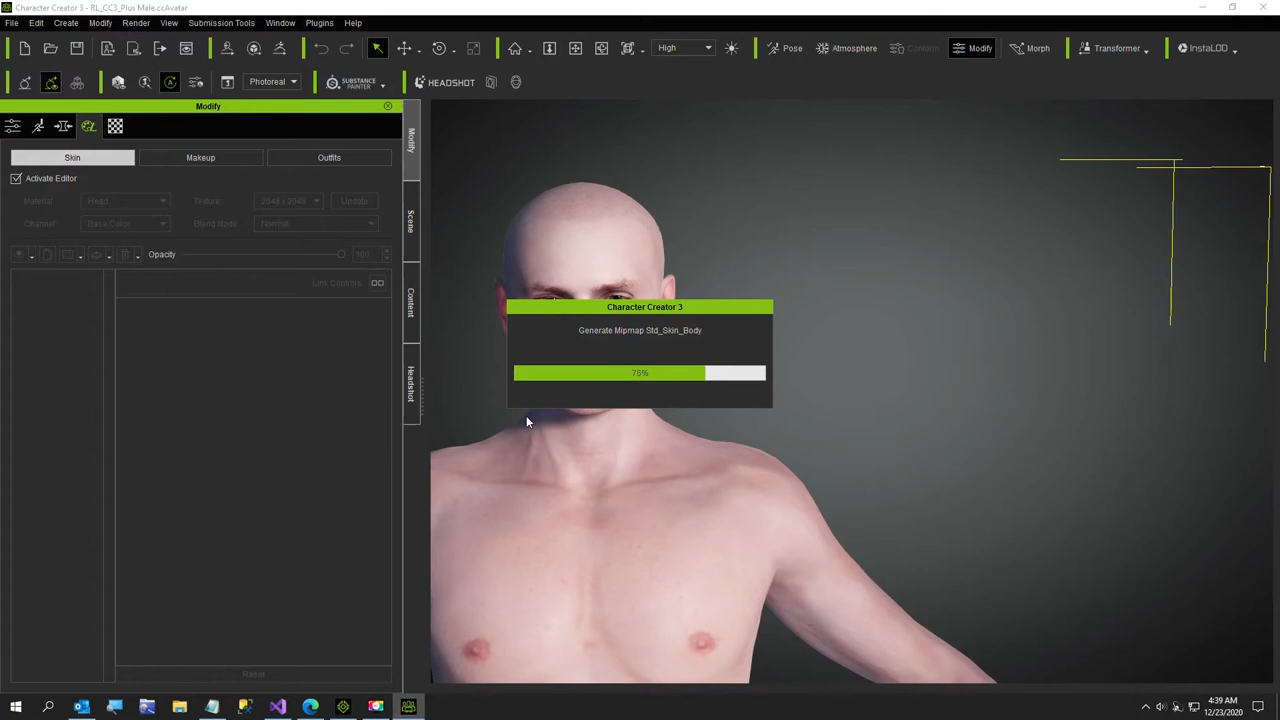 Character Creator 3 - RL_CC3_Plus Male.ccAvatar
File Edit Create Modify Render View Submission Tools Window Plugins Help
High Pose Atmosphere Conform Modify Morph Transformer InstaLOD
Photoreal SUBSTANCE PAINTER HEADSHOT
Modify
Skin Makeup Outfits
Activate Editor
Material: Head Texture: 2048 x 2048 Update
Channel: Base Color Blend Mode: Normal
Opacity 100
Link Controls
Reset
Modify
Scene
Content
Headshot
Character Creator 3
Generate Mipmap Std_Skin_Body
76%
4:39 AM
12/23/2020